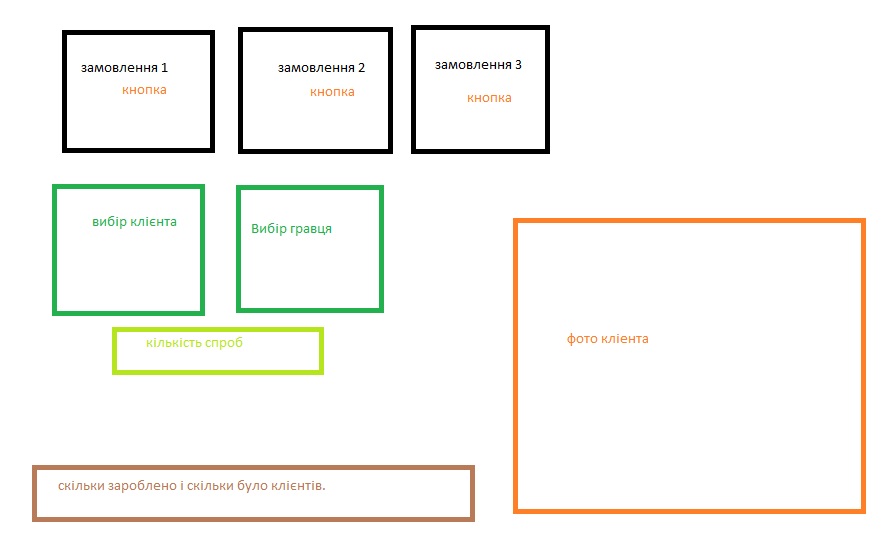 замовлення 1
кнопка
замовлення 2
кнопка
замовлення 3
кнопка
вибір клієнта
Вибір гравця
кількість спроб
фото клієнта
скільки зароблено і скільки було клієнтів.